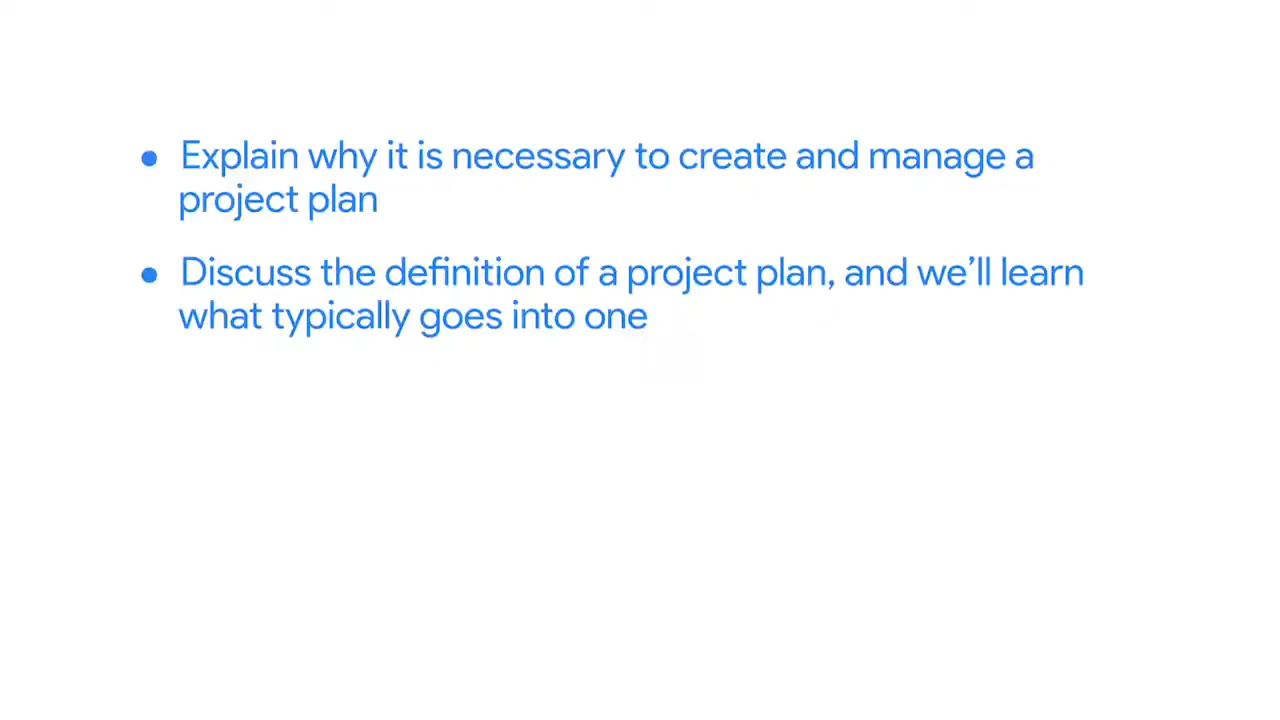 • Explain why it is necessary to create and manage a
project plan
• Discuss the definition of a project plan, and we’ll learn
what typically goes into one